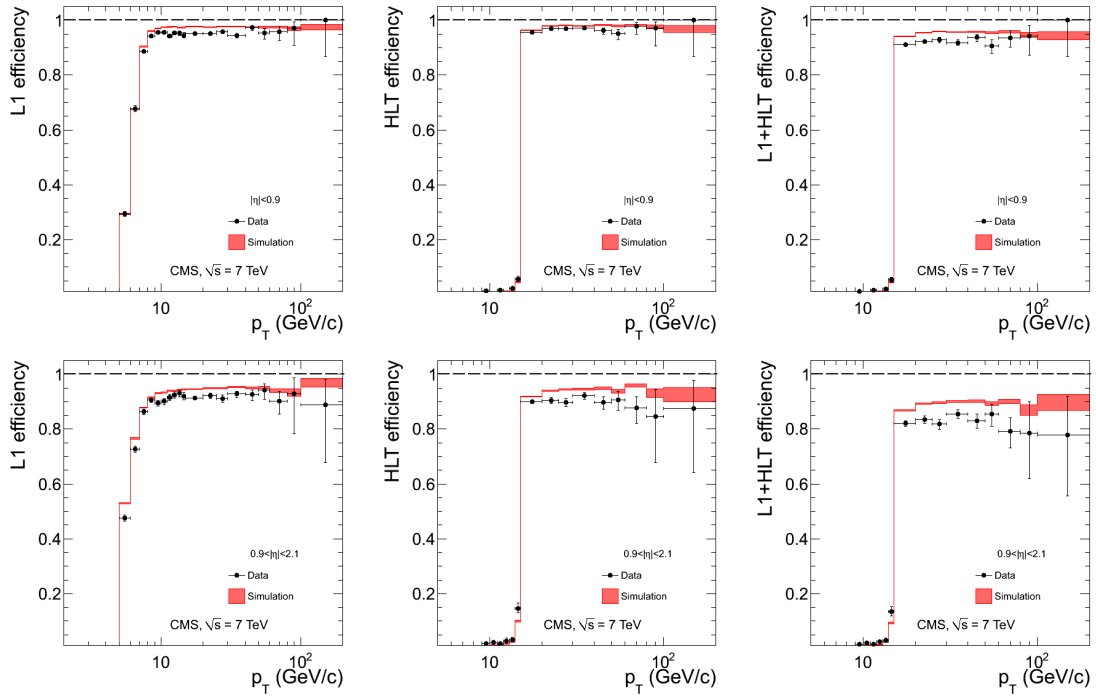 L1 efficiency
1
0.8
0.6
0.4
0.2
|η|<0.9
Data
Simulation
CMS, √s = 7 TeV
10
10²
p_T (GeV/c)
HLT efficiency
1
0.8
0.6
0.4
0.2
|η|<0.9
Data
Simulation
CMS, √s = 7 TeV
10
10²
p_T (GeV/c)
L1+HLT efficiency
1
0.8
0.6
0.4
0.2
|η|<0.9
Data
Simulation
CMS, √s = 7 TeV
10
10²
p_T (GeV/c)
L1 efficiency
1
0.8
0.6
0.4
0.2
0.9<|η|<2.1
Data
Simulation
CMS, √s = 7 TeV
10
10²
p_T (GeV/c)
HLT efficiency
1
0.8
0.6
0.4
0.2
0.9<|η|<2.1
Data
Simulation
CMS, √s = 7 TeV
10
10²
p_T (GeV/c)
L1+HLT efficiency
1
0.8
0.6
0.4
0.2
0.9<|η|<2.1
Data
Simulation
CMS, √s = 7 TeV
10
10²
p_T (GeV/c)